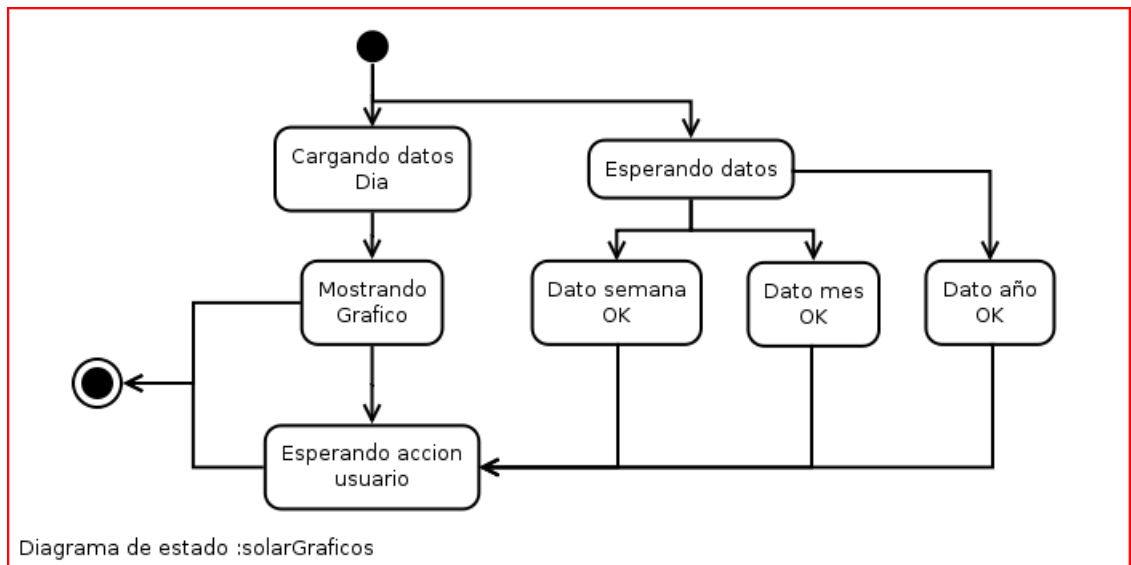 Cargando datos
Dia
Esperando datos
Mostrando
Grafico
Dato semana
OK
Dato mes
OK
Dato año
OK
Esperando accion
usuario
Diagrama de estado :solarGraficos